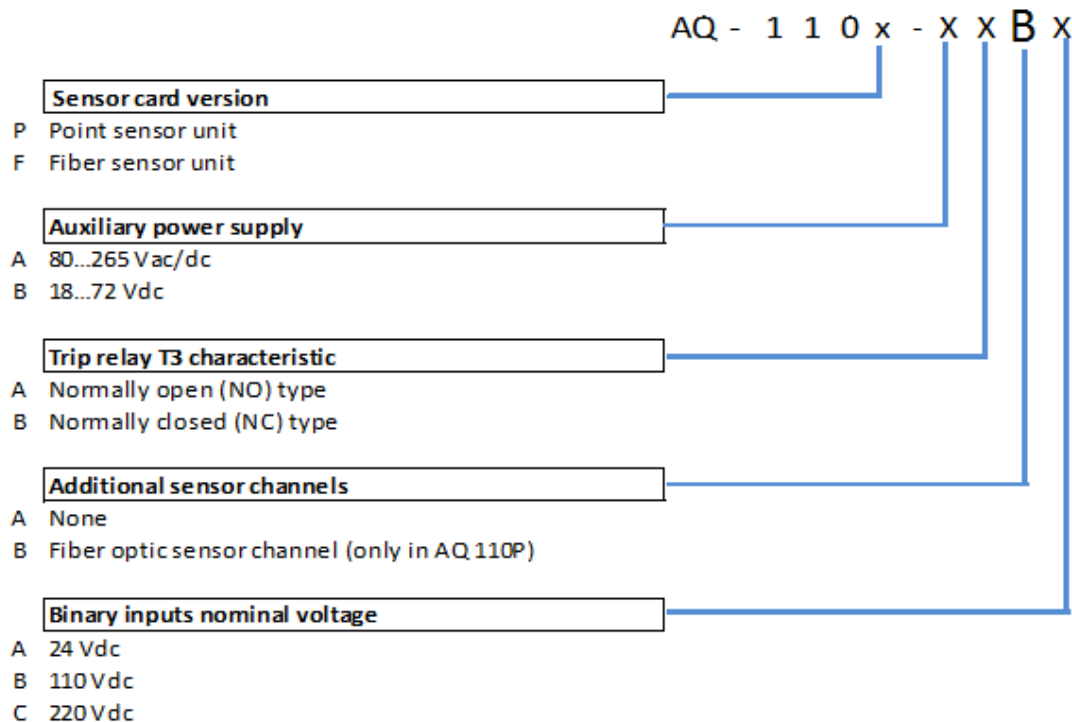 AQ - 1 1 0 x - X X B X
Sensor card version
P Point sensor unit
F Fiber sensor unit
Auxiliary power supply
A 80...265 Vac/dc
B 18...72 Vdc
Trip relay T3 characteristic
A Normally open (NO) type
B Normally closed (NC) type
Additional sensor channels
A None
B Fiber optic sensor channel (only in AQ 110P)
Binary inputs nominal voltage
A 24 Vdc
B 110 Vdc
C 220 Vdc